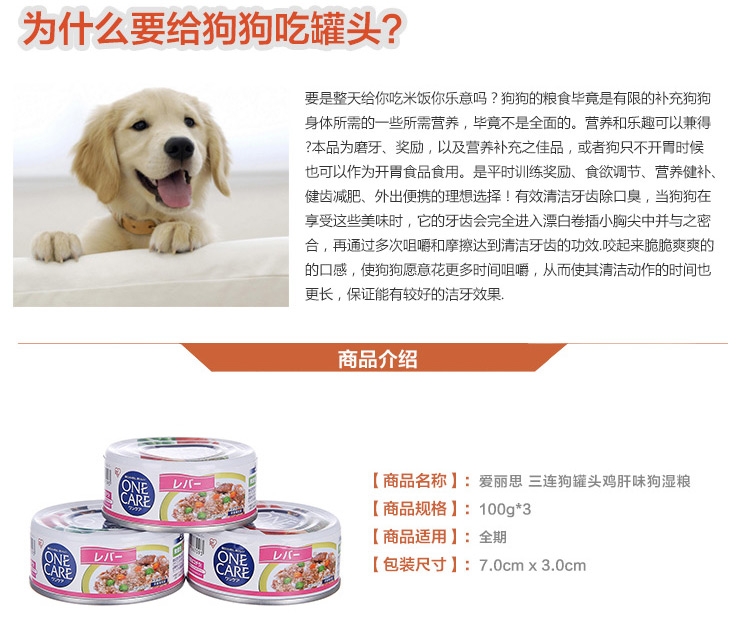 为什么要给狗狗吃罐头?
要是整天给你吃米饭你乐意吗？狗狗的粮食毕竟是有限的补充狗狗
身体所需的一些所需营养，毕竟不是全面的。营养和乐趣可以兼得
?本品为磨牙、奖励，以及营养补充之佳品，或者狗只不开胃时候
也可以作为开胃食品食用。是平时训练奖励、食欲调节、营养健补、
健齿减肥、外出便携的理想选择！有效清洁牙齿除口臭，当狗狗在
享受这些美味时，它的牙齿会完全进入漂白卷插小胸尖中并与之密
合，再通过多次咀嚼和摩擦达到清洁牙齿的功效.咬起来脆脆爽爽的
的口感，使狗狗愿意花更多时间咀嚼，从而使其清洁动作的时间也
更长，保证能有较好的洁牙效果.
商品介绍
ONE
CARE
ワンケア
レバー
ONE
CARE
ワンケア
レバー
ONE
CARE
ワンケア
レバー
【商品名称】：爱丽思 三连狗罐头鸡肝味狗湿粮
【商品规格】：100g*3
【商品适用】：全期
【包装尺寸】：7.0cm x 3.0cm